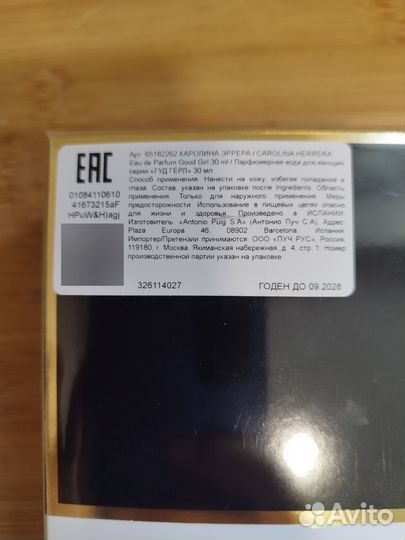 Арт. 65182262 КАРОЛИНА ЭРРЕРА / CAROLINA HERRERA
Eau de Parfum Good Girl 30 ml / Парфюмерная вода для женщин
серии «ГУД ГЁРЛ» 30 мл
Способ применения: Нанести на кожу, избегая попадания в
глаза. Состав: указан на упаковке после Ingredients. Область
применения: Только для наружного применения. Меры
предосторожности: Использование в пищевых целях опасно
для жизни и здоровья. Произведено в ИСПАНИИ.
Изготовитель: «Antonio Puig S.A» (Антонио Пуч С.А). Адрес:
Plaza Europa 46, 08902 Barcelona. Испания.
Импортер/Претензии принимаются: ООО «ПУЧ РУС», Россия,
119180, г. Москва, Якиманская набережная, д. 4, стр. 1. Номер
производственной партии указан на упаковке.
EAC
01084110610
41673215aF
HPuW&H)agj
326114027
ГОДЕН ДО 09.2028
Avito